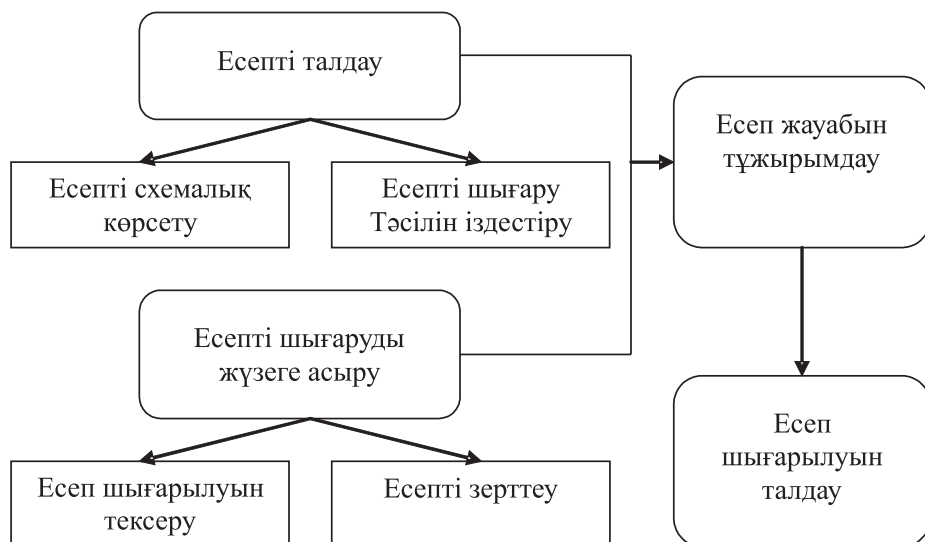 Есепті талдау
Есепті схемалық
көрсету
Есепті шығару
Тәсілін іздестіру
Есепті шығаруды
жүзеге асыру
Есеп шығарылуын
тексеру
Есепті зерттеу
Есеп жауабын
тұжырымдау
Есеп
шығарылуын
талдау